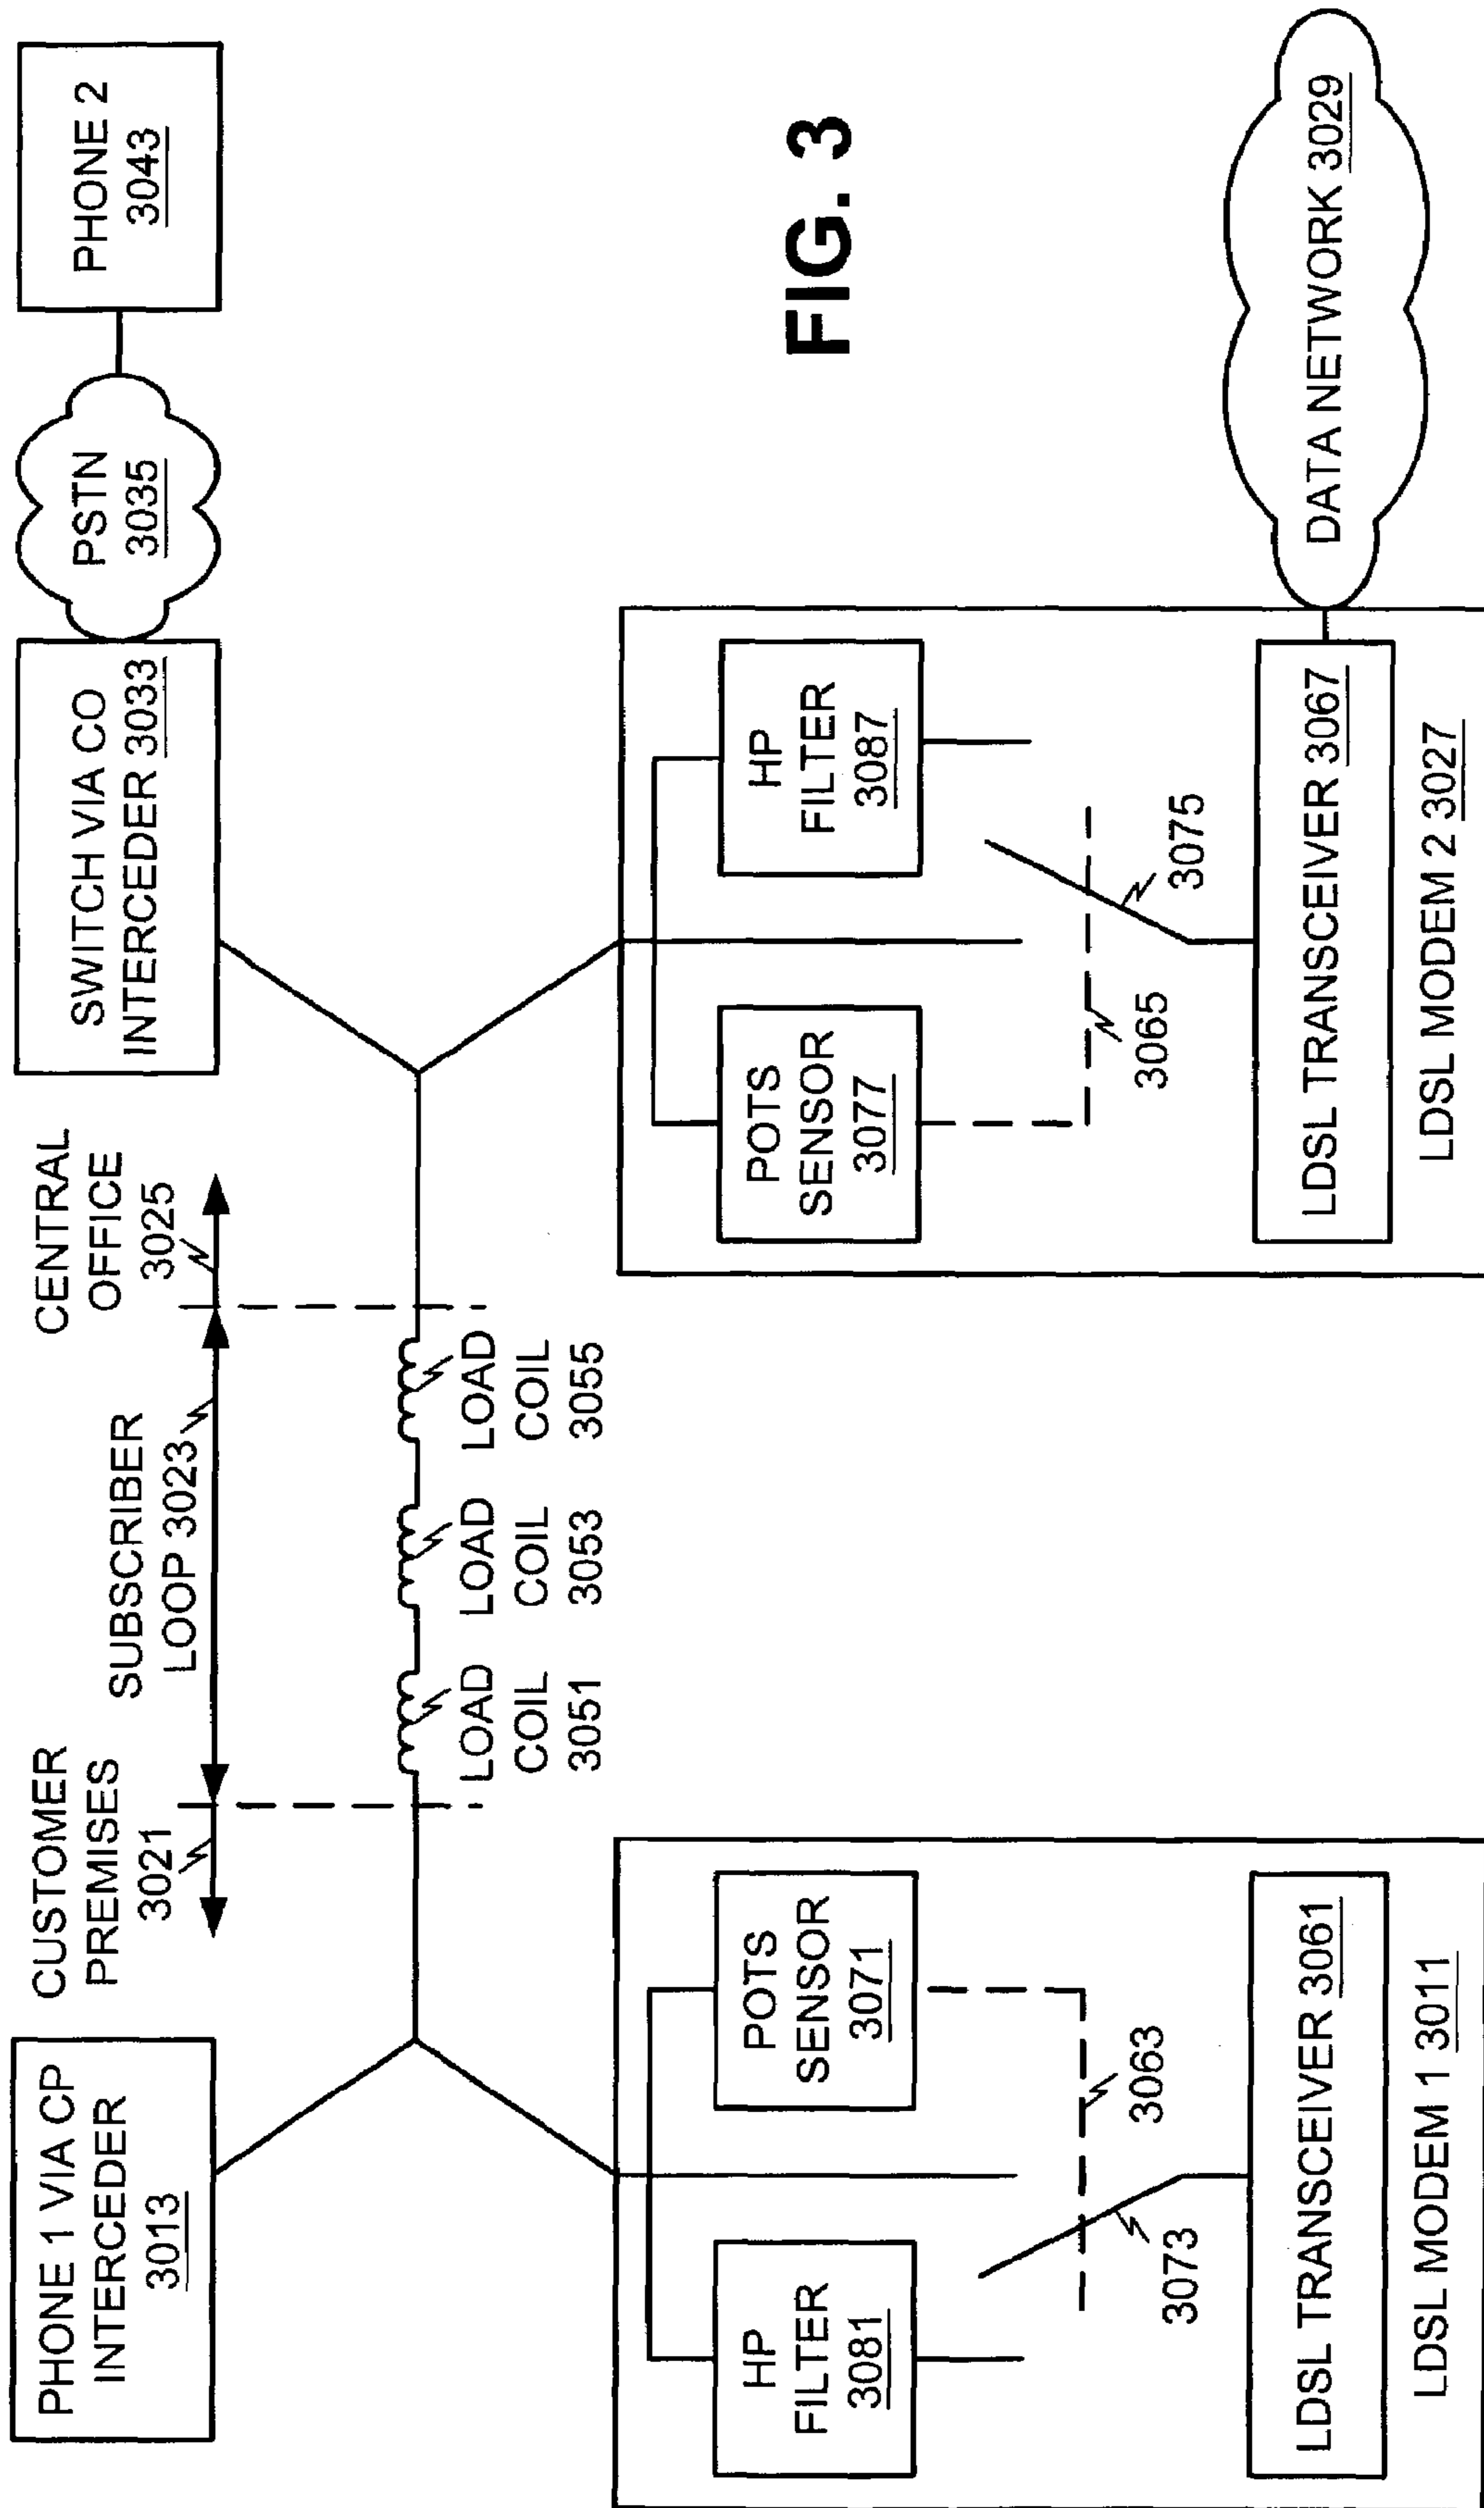 PHONE 1 VIA CP
INTERCEDER
3013
CUSTOMER
PREMISES
3021
SUBSCRIBER
LOOP 3023
CENTRAL
OFFICE
3025
SWITCH VIA CO
INTERCEDER 3033
PSTN
3035
PHONE 2
3043
LOAD
COIL
3051
LOAD
COIL
3053
LOAD
COIL
3055
HP
FILTER
3081
POTS
SENSOR
3071
3063
3073
LDSL TRANSCEIVER 3061
LDSL MODEM 1 3011
POTS
SENSOR
3077
HP
FILTER
3087
3065
3075
LDSL TRANSCEIVER 3067
LDSL MODEM 2 3027
DATA NETWORK 3029
FIG. 3